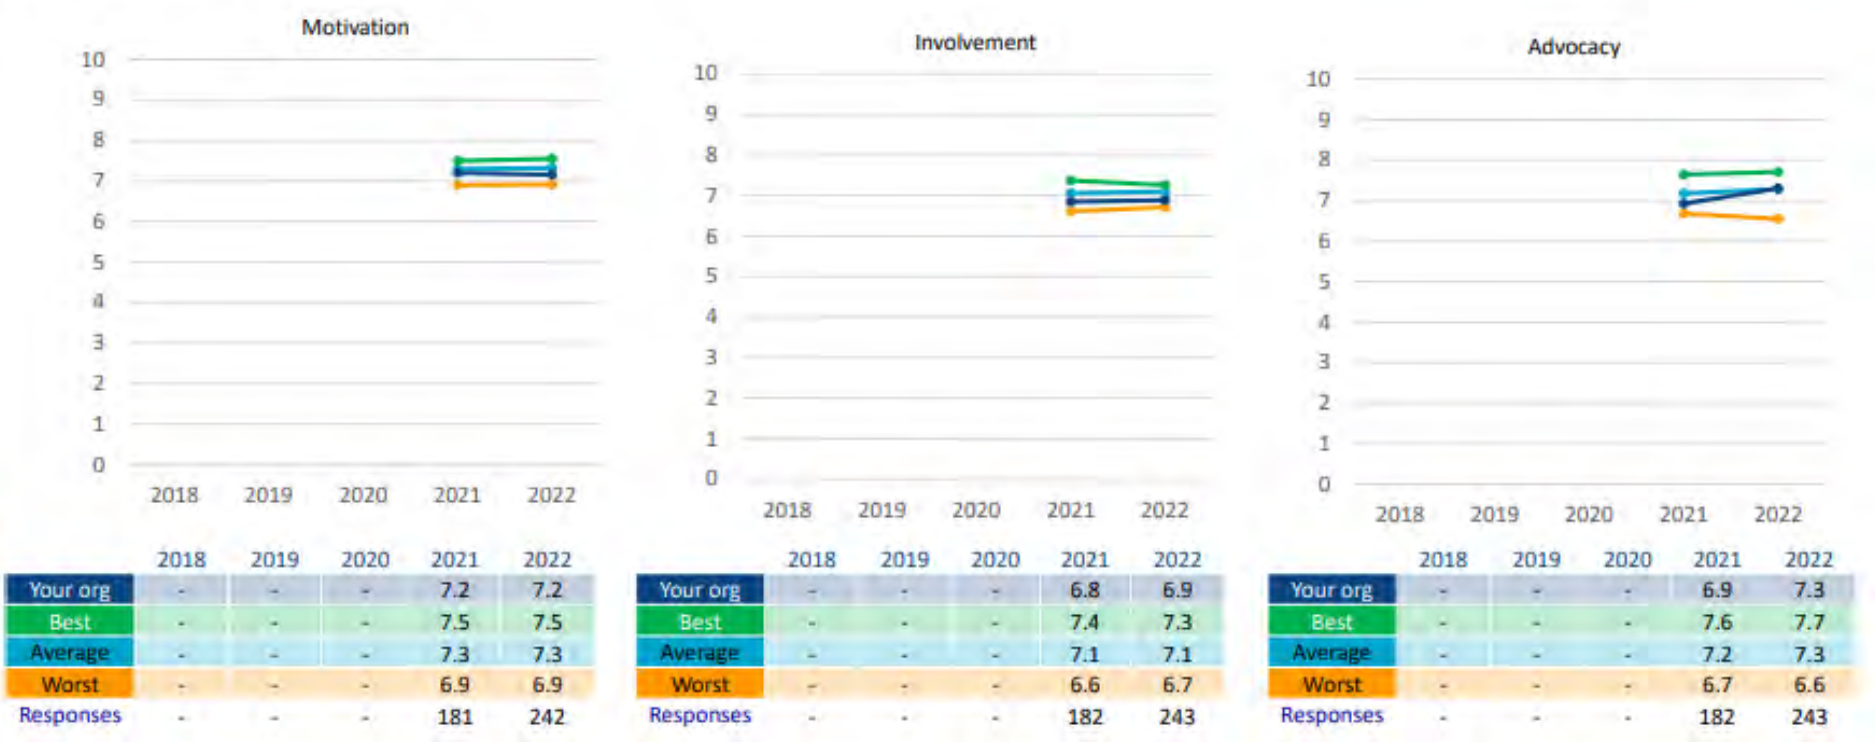 Motivation
10
9
8
7
6
5
4
3
2
1
0
2018 2019 2020 2021 2022
2018 2019 2020 2021 2022
Your org - - - 7.2 7.2
Best - - - 7.5 7.5
Average - - - 7.3 7.3
Worst - - - 6.9 6.9
Responses - - - 181 242
Involvement
10
9
8
7
6
5
4
3
2
1
0
2018 2019 2020 2021 2022
2018 2019 2020 2021 2022
Your org - - - 6.8 6.9
Best - - - 7.4 7.3
Average - - - 7.1 7.1
Worst - - - 6.6 6.7
Responses - - - 182 243
Advocacy
10
9
8
7
6
5
4
3
2
1
0
2018 2019 2020 2021 2022
2018 2019 2020 2021 2022
Your org - - - 6.9 7.3
Best - - - 7.6 7.7
Average - - - 7.2 7.3
Worst - - - 6.7 6.6
Responses - - - 182 243